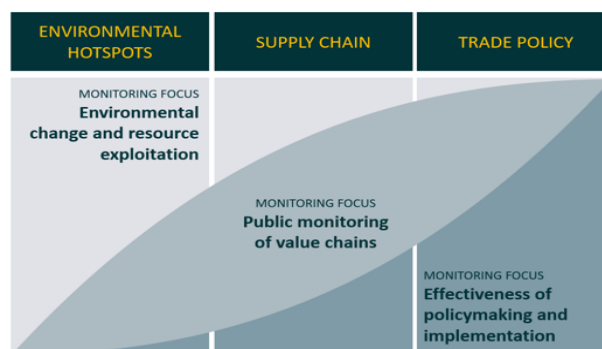 ENVIRONMENTAL
HOTSPOTS
SUPPLY CHAIN
TRADE POLICY
MONITORING FOCUS
Environmental
change and resource
exploitation
MONITORING FOCUS
Public monitoring
of value chains
MONITORING FOCUS
Effectiveness of
policymaking and
implementation